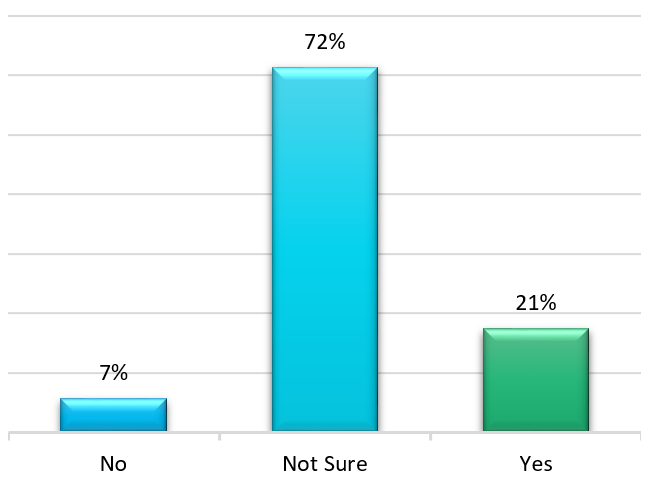 72%
21%
7%
No
Not Sure
Yes